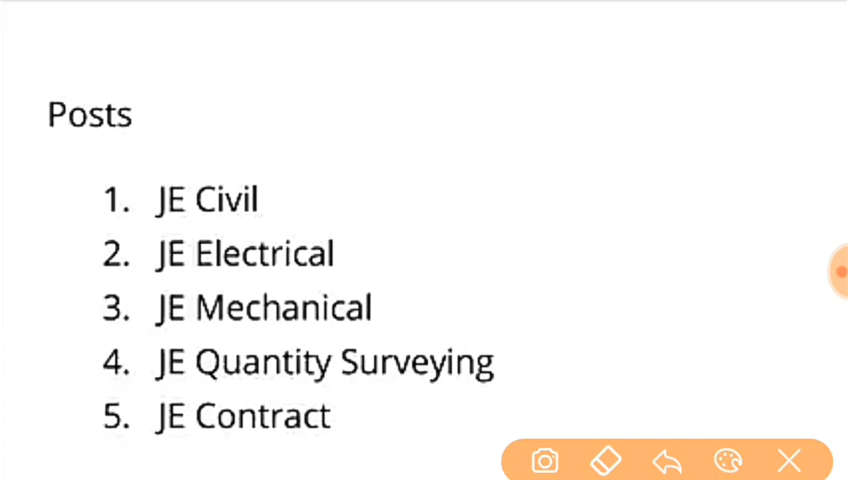 Posts
1. JE Civil
2. JE Electrical
3. JE Mechanical
4. JE Quantity Surveying
5. JE Contract